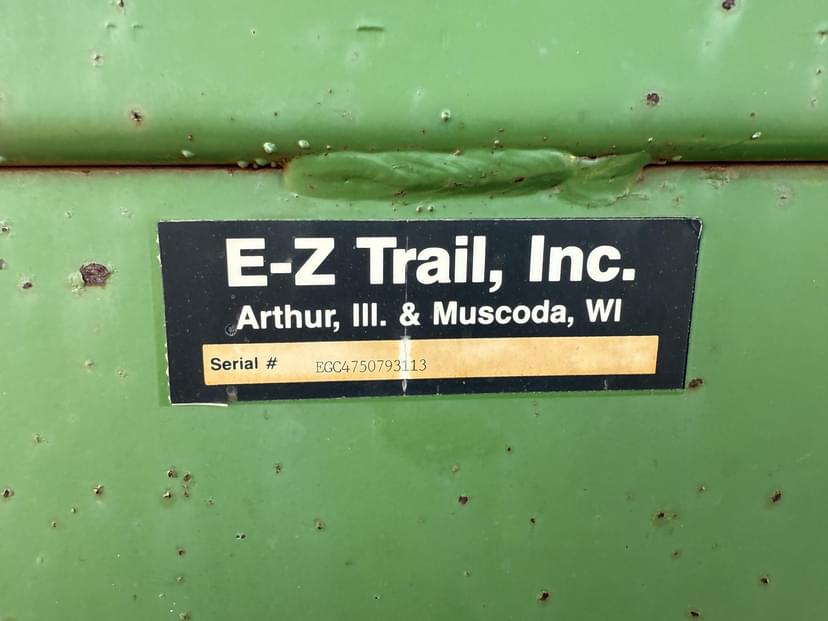 E-Z Trail, Inc.
Arthur, Ill. & Muscoda, WI
Serial # EGC4750793113